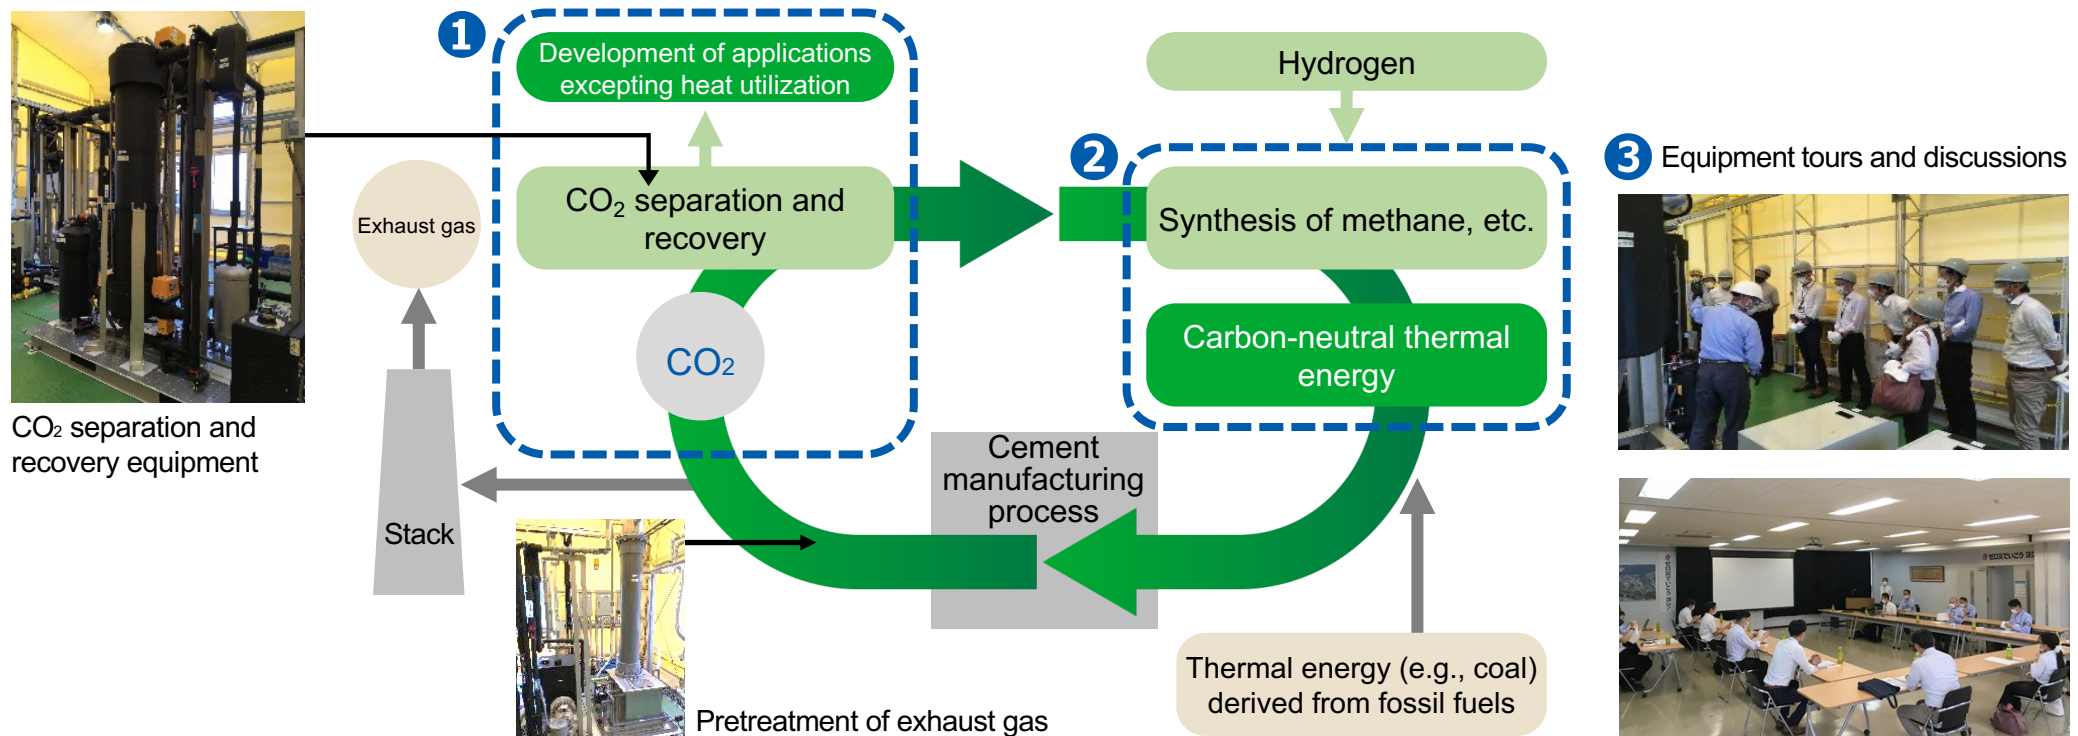 1
Development of applications
excepting heat utilization
Hydrogen
2
3 Equipment tours and discussions
Exhaust gas
CO2 separation and
recovery
Synthesis of methane, etc.
CO2
Carbon-neutral thermal
energy
CO2 separation and
recovery equipment
Cement
manufacturing
process
Stack
Thermal energy (e.g., coal)
derived from fossil fuels
Pretreatment of exhaust gas